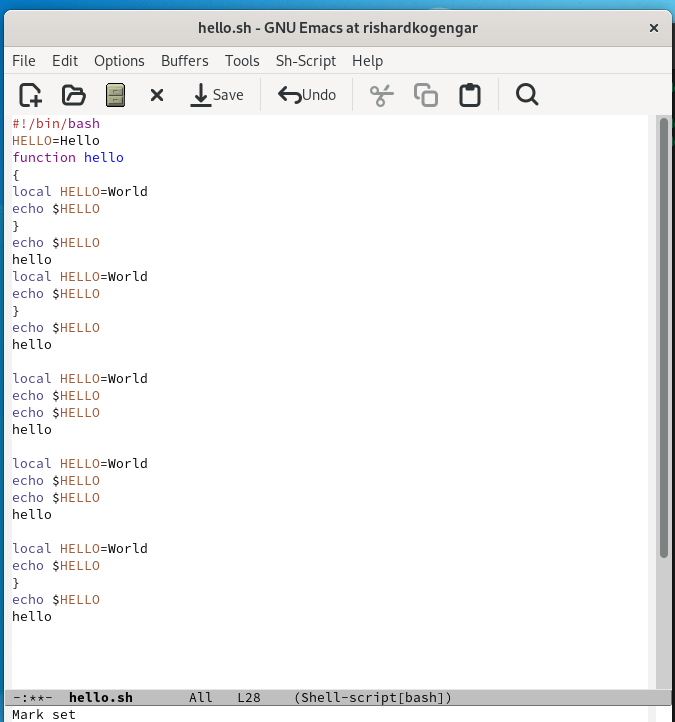 hello.sh - GNU Emacs at rishardkogengar
File Edit Options Buffers Tools Sh-Script Help
Save Undo
#!/bin/bash
HELLO=Hello
function hello
{
local HELLO=World
echo $HELLO
}
echo $HELLO
hello
local HELLO=World
echo $HELLO
}
echo $HELLO
hello
local HELLO=World
echo $HELLO
echo $HELLO
hello
local HELLO=World
echo $HELLO
echo $HELLO
hello
local HELLO=World
echo $HELLO
}
echo $HELLO
hello
-:**- hello.sh All L28 (Shell-script[bash])
Mark set